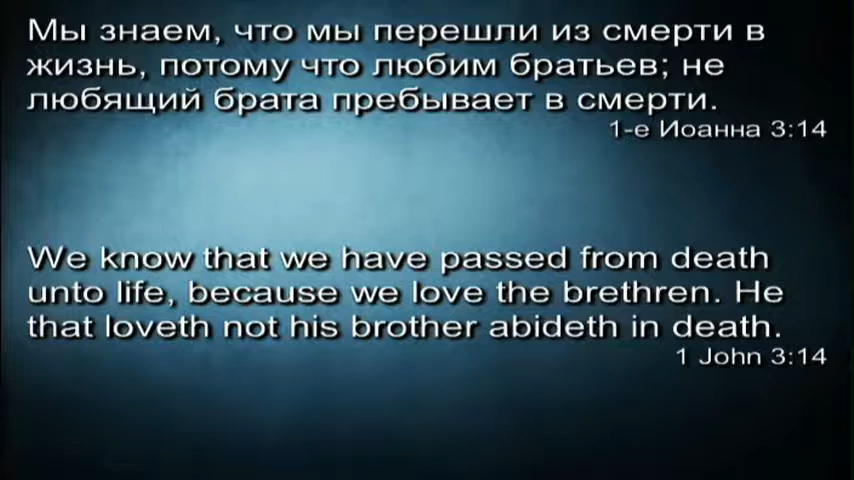 Мы знаем, что мы перешли из смерти в
жизнь, потому что любим братьев; не
любящий брата пребывает в смерти.
1-е Иоанна 3:14
We know that we have passed from death
unto life, because we love the brethren. He
that loveth not his brother abideth in death.
1 John 3:14